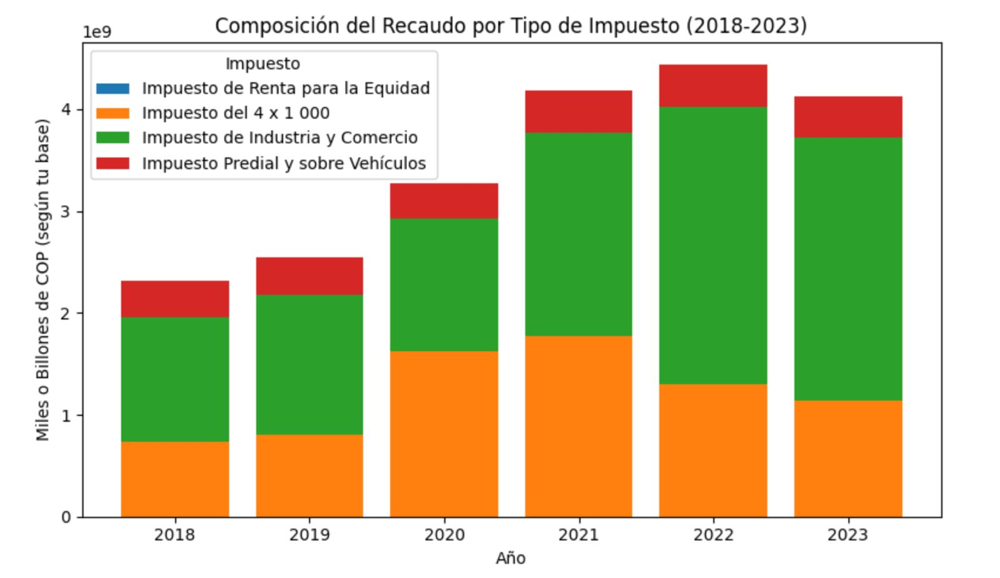 Composición del Recaudo por Tipo de Impuesto (2018-2023)
1e9
Impuesto
Impuesto de Renta para la Equidad
Impuesto del 4 x 1 000
Impuesto de Industria y Comercio
Impuesto Predial y sobre Vehículos
Miles o Billones de COP (según tu base)
4
3
2
1
0
2018
2019
2020
2021
2022
2023
Año